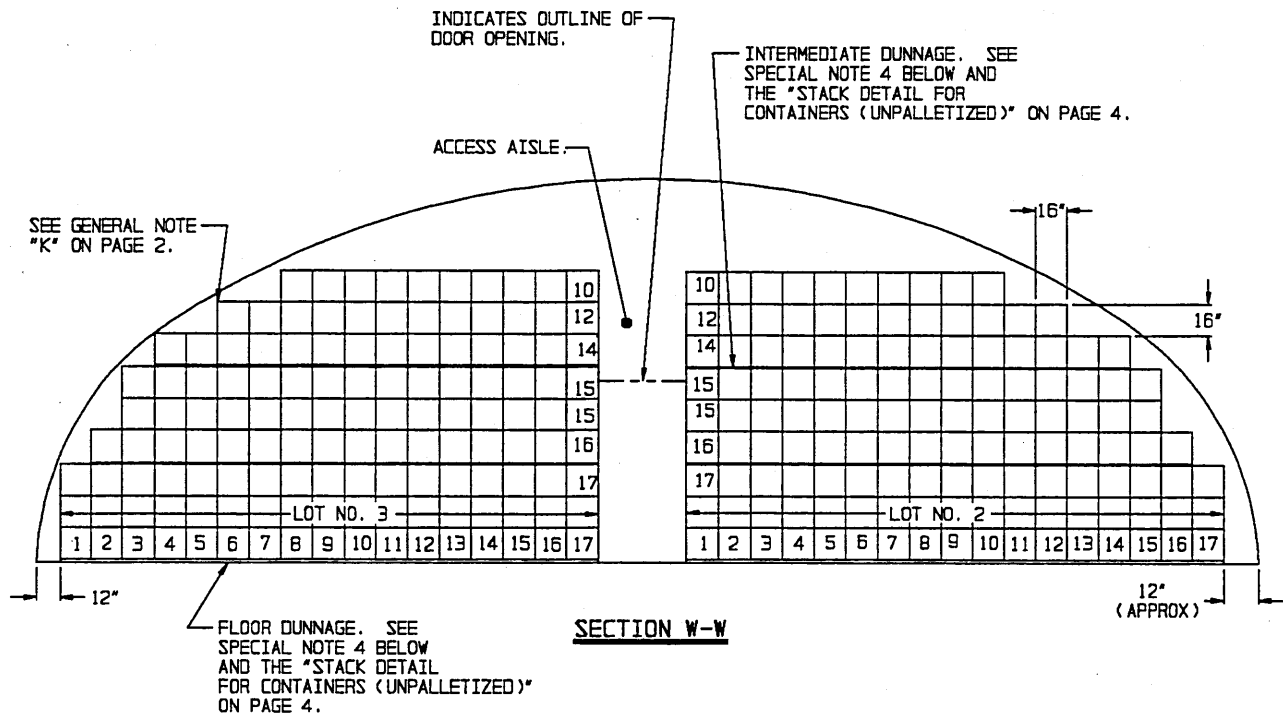 INDICATES OUTLINE OF
DOOR OPENING.
INTERMEDIATE DUNNAGE. SEE
SPECIAL NOTE 4 BELOW AND
THE "STACK DETAIL FOR
CONTAINERS (UNPALLETIZED)" ON PAGE 4.
ACCESS AISLE.
SEE GENERAL NOTE
"K" ON PAGE 2.
16"
10 10
12 12
16"
14 14
15 15
15 15
16 16
17 17
LOT NO. 3 LOT NO. 2
1 2 3 4 5 6 7 8 9 10 11 12 13 14 15 16 17 1 2 3 4 5 6 7 8 9 10 11 12 13 14 15 16 17
12" 12"
(APPROX)
FLOOR DUNNAGE. SEE
SPECIAL NOTE 4 BELOW
AND THE "STACK DETAIL
FOR CONTAINERS (UNPALLETIZED)"
ON PAGE 4.
SECTION W-W